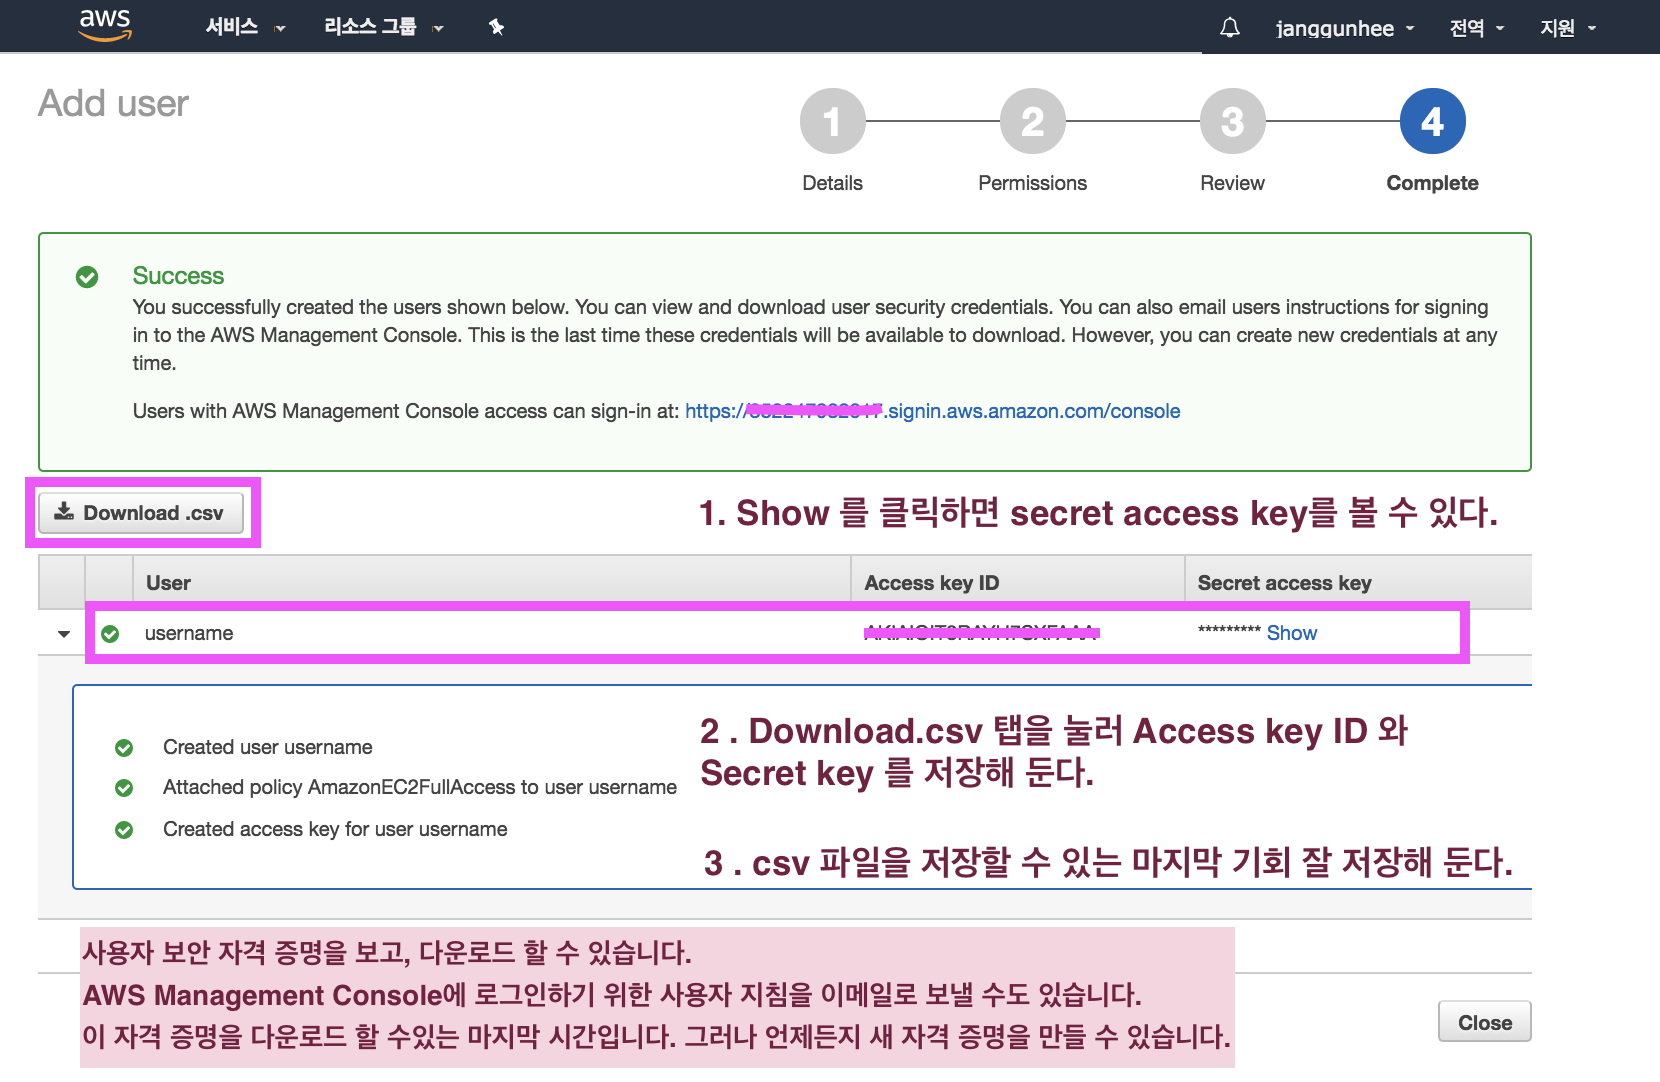 aws 서비스 리소스 그룹 janggunhee 전역 지원
Add user
1 2 3 4
Details Permissions Review Complete
Success
You successfully created the users shown below. You can view and download user security credentials. You can also email users instructions for signing
in to the AWS Management Console. This is the last time these credentials will be available to download. However, you can create new credentials at any
time.
Users with AWS Management Console access can sign-in at: https://.signin.aws.amazon.com/console
Download .csv
1. Show 를 클릭하면 secret access key를 볼 수 있다.
User Access key ID Secret access key
username ********* Show
2 . Download.csv 탭을 눌러 Access key ID 와
Secret key 를 저장해 둔다.
Created user username
Attached policy AmazonEC2FullAccess to user username
Created access key for user username
3 . csv 파일을 저장할 수 있는 마지막 기회 잘 저장해 둔다.
사용자 보안 자격 증명을 보고, 다운로드 할 수 있습니다.
AWS Management Console에 로그인하기 위한 사용자 지침을 이메일로 보낼 수도 있습니다.
이 자격 증명을 다운로드 할 수있는 마지막 시간입니다. 그러나 언제든지 새 자격 증명을 만들 수 있습니다.
Close